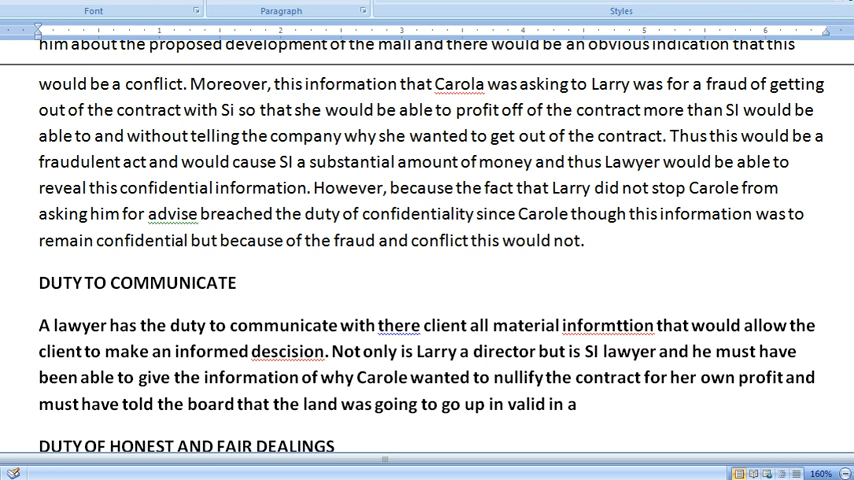 Font Paragraph Styles
1 2 3 4 5 6
him about the proposed development of the mall and there would be an obvious indication that this
would be a conflict. Moreover, this information that Carola was asking to Larry was for a fraud of getting
out of the contract with Si so that she would be able to profit off of the contract more than SI would be
able to and without telling the company why she wanted to get out of the contract. Thus this would be a
fraudulent act and would cause SI a substantial amount of money and thus Lawyer would be able to
reveal this confidential information. However, because the fact that Larry did not stop Carole from
asking him for advise breached the duty of confidentiality since Carole though this information was to
remain confidential but because of the fraud and conflict this would not.
DUTY TO COMMUNICATE
A lawyer has the duty to communicate with there client all material informttion that would allow the
client to make an informed descision. Not only is Larry a director but is SI lawyer and he must have
been able to give the information of why Carole wanted to nullify the contract for her own profit and
must have told the board that the land was going to go up in valid in a
DUTY OF HONEST AND FAIR DEALINGS
160%